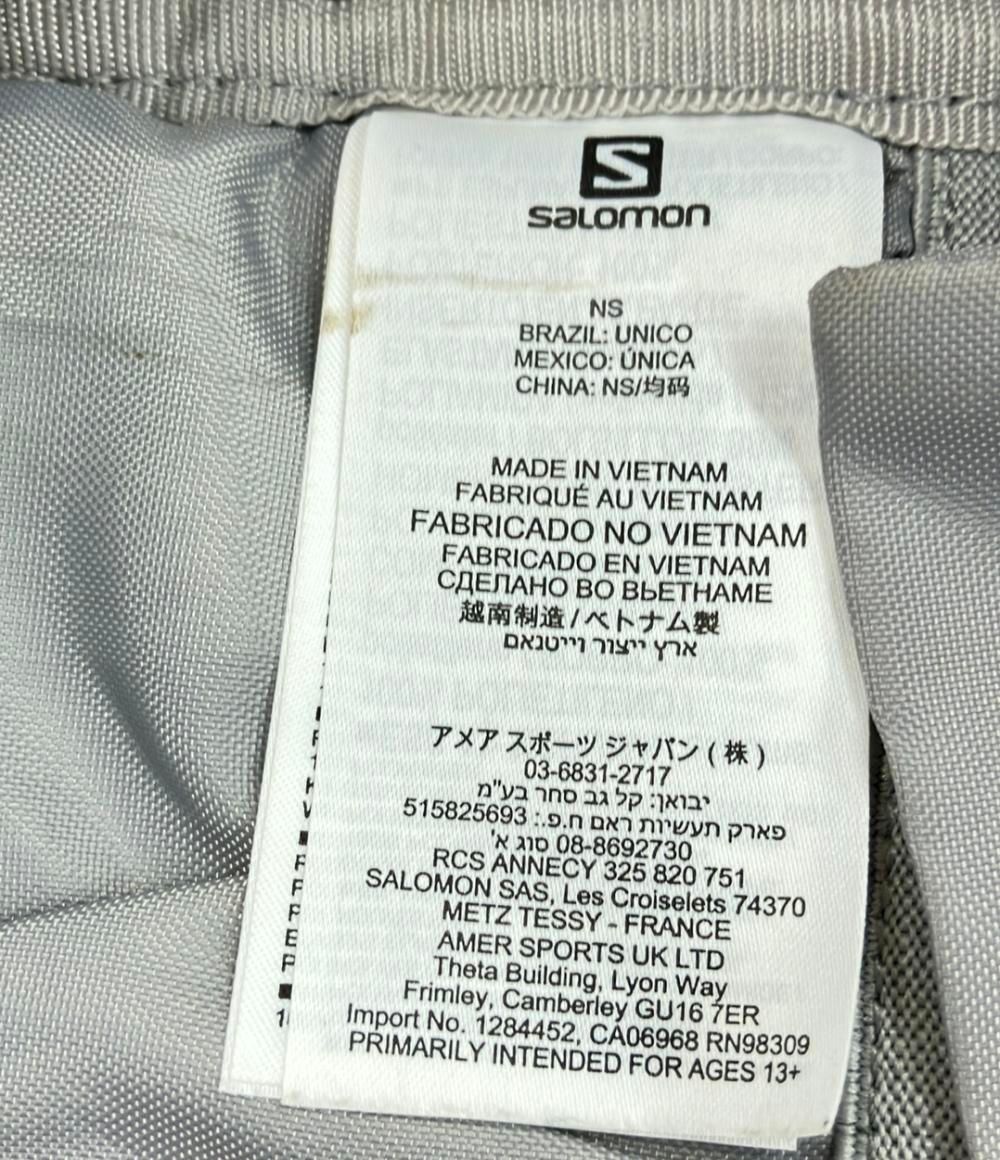 S
salomon
NS
BRAZIL: UNICO
MEXICO: ÚNICA
CHINA: NS/均码
MADE IN VIETNAM
FABRIQUÉ AU VIETNAM
FABRICADO NO VIETNAM
FABRICADO EN VIETNAM
СДЕЛАНО ВО ВЬЕТНАМЕ
越南制造/ベトナム製
ארץ ייצור וייטנאם
アメア スポーツ ジャパン (株)
03-6831-2717
יבואן: קל גב סחר בע"מ
פארק תעשיות ראם ח.פ.: 515825693
08-8692730 סוג א'
RCS ANNECY 325 820 751
SALOMON SAS, Les Croiselets 74370
METZ TESSY - FRANCE
AMER SPORTS UK LTD
Theta Building, Lyon Way
Frimley, Camberley GU16 7ER
Import No. 1284452, CA06968 RN98309
PRIMARILY INTENDED FOR AGES 13+